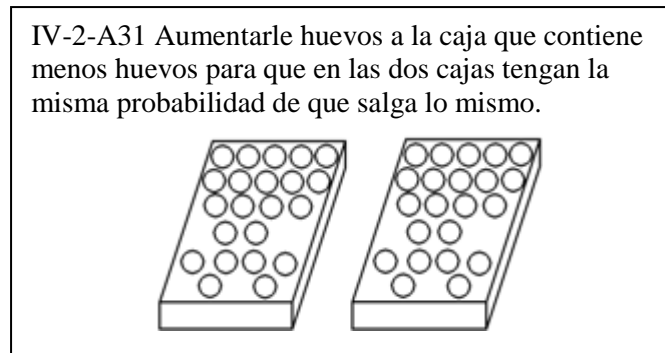 IV-2-A31 Aumentarle huevos a la caja que contiene
menos huevos para que en las dos cajas tengan la
misma probabilidad de que salga lo mismo.